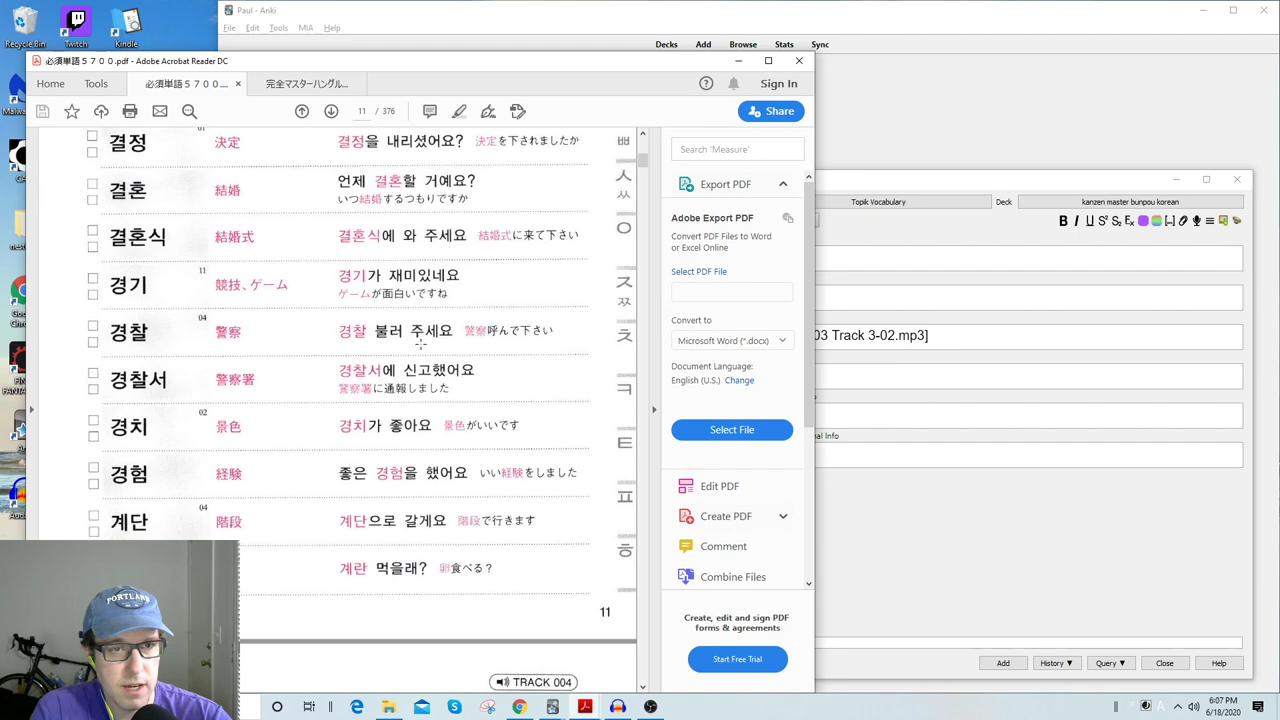 Recycle Bin
Twitch
Kindle
Paul - Anki
File Edit Tools MIA Help
Decks Add Browse Stats Sync
必須単語５７００.pdf - Adobe Acrobat Reader DC
Home Tools 必須単語５７００.... × 完全マスターハングル... Sign In
11 / 376
Share
01
결정 決定 결정을 내리셨어요? 決定を下されましたか
결혼 結婚 언제 결혼할 거예요?
いつ結婚するつもりですか
결혼식 結婚式 결혼식에 와 주세요 結婚式に来て下さい
11
경기 競技、ゲーム 경기가 재미있네요
ゲームが面白いですね
04
경찰 警察 경찰 불러 주세요 警察呼んで下さい
경찰서 警察署 경찰서에 신고했어요
警察署に通報しました
02
경치 景色 경치가 좋아요 景色がいいです
경험 経験 좋은 경험을 했어요 いい経験をしました
04
계단 階段 계단으로 갈게요 階段で行きます
계란 먹을래? 卵食べる？
11
TRACK 004
ㅃ
ㅅ
ㅆ
ㅇ
ㅈ
ㅉ
ㅊ
ㅋ
ㅌ
ㅍ
ㅎ
Search 'Measure'
Export PDF
Adobe Export PDF
Convert PDF Files to Word
or Excel Online
Select PDF File
Convert to
Microsoft Word (*.docx)
Document Language:
English (U.S.) Change
Select File
Edit PDF
Create PDF
Comment
Combine Files
Create, edit and sign PDF
forms & agreements
Start Free Trial
Topik Vocabulary Deck kanzen master bunpou korean
03 Track 3-02.mp3]
nal Info
Add History ▼ Query ▼ Close Help
PORTLAND
6:07 PM
6/18/2020